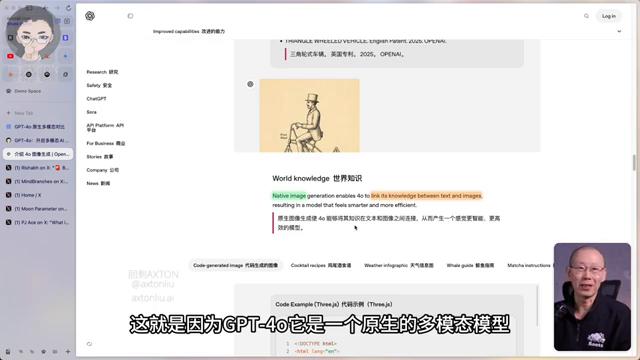 Improved capabilities 改进的能力
Log in
TRIANGLE WHEELED VEHICLE. English Patent. 2025. OPENAI.
三角轮式车辆。 英国专利。 2025。 OPENAI。
Research 研究
Safety 安全
ChatGPT
Sora
API Platform API
平台
For Business 商业
Stories 故事
Company 公司
News 新闻
Demo Space
New Tab
GPT-4o原生多模态对比
介绍 4o 图像生成 | Open...
(1) Rishabh on X: "
(1) MindBranches on X:
(1) Home / X
(1) Moon Parameter on
(1) PJ Ace on X: "What i
World knowledge 世界知识
Native image generation enables 4o to link its knowledge between text and images,
resulting in a model that feels smarter and more efficient.
原生图像生成使 4o 能够将其知识在文本和图像之间连接，从而产生一个感觉更智能、更高
效的模型。
回到AXTON
@axtonliu
axtonliu.ai
Code-generated image 代码生成的图像
Cocktail recipes 鸡尾酒食谱
Weather infographic 天气信息图
Whale guide 鲸鱼指南
Matcha instructions
Code Example (Three.js) 代码示例（Three.js）
1 <!DOCTYPE html>
2 <html lang="en">
这就是因为GPT-4o它是一个原生的多模态模型